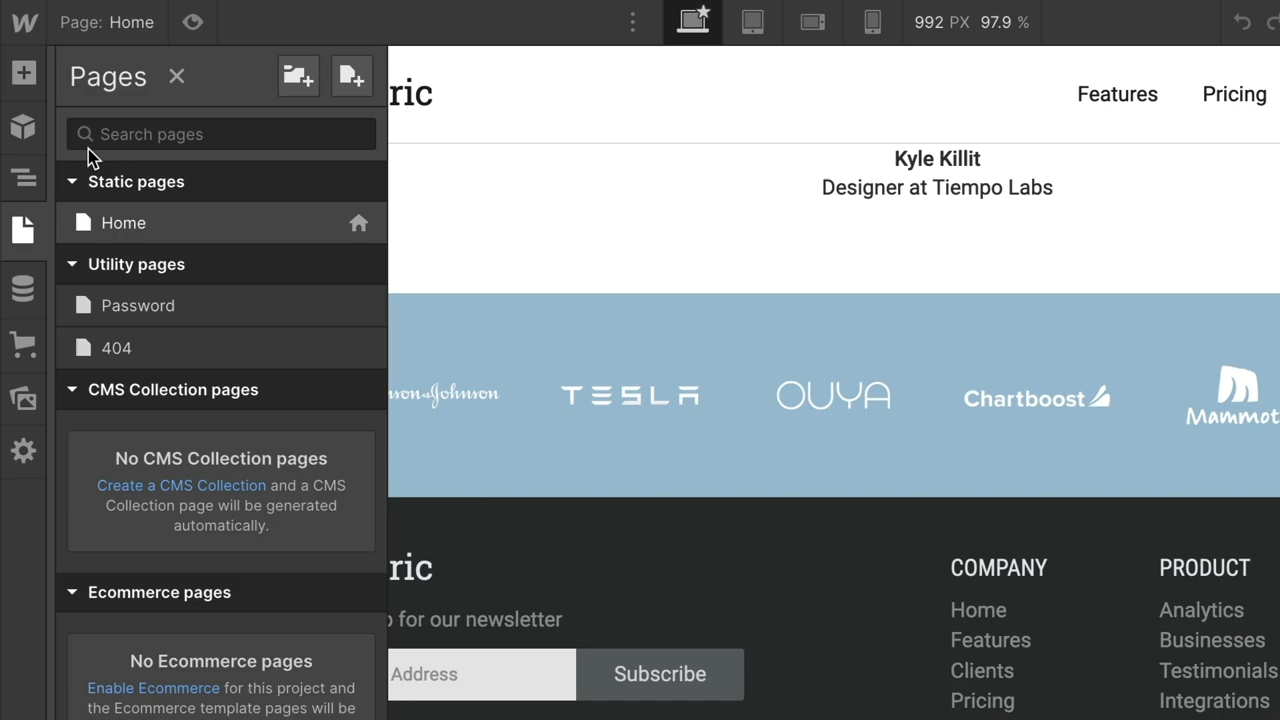 Page: Home
992 PX 97.9 %
Pages
Search pages
Static pages
Home
Utility pages
Password
404
CMS Collection pages
No CMS Collection pages
Create a CMS Collection and a CMS
Collection page will be generated
automatically.
Ecommerce pages
No Ecommerce pages
Enable Ecommerce for this project and
the Ecommerce template pages will be
ric
Features
Pricing
Kyle Killit
Designer at Tiempo Labs
son&Johnson
TESLA
OUYA
Chartboost
Mammot
ric
for our newsletter
Address
Subscribe
COMPANY
Home
Features
Clients
Pricing
PRODUCT
Analytics
Businesses
Testimonials
Integrations